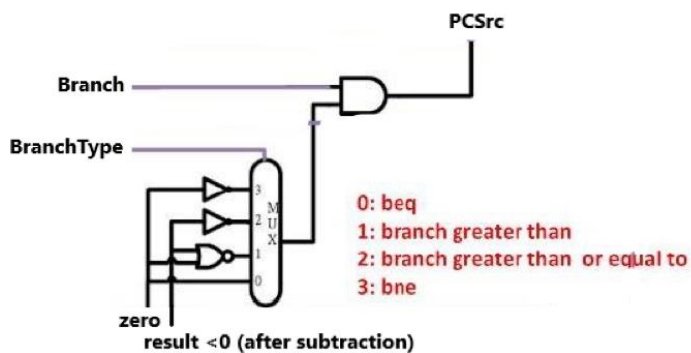 PCSrc
Branch
BranchType
3
M
2
U
X
1
0
0: beq
1: branch greater than
2: branch greater than or equal to
3: bne
zero
result <0 (after subtraction)